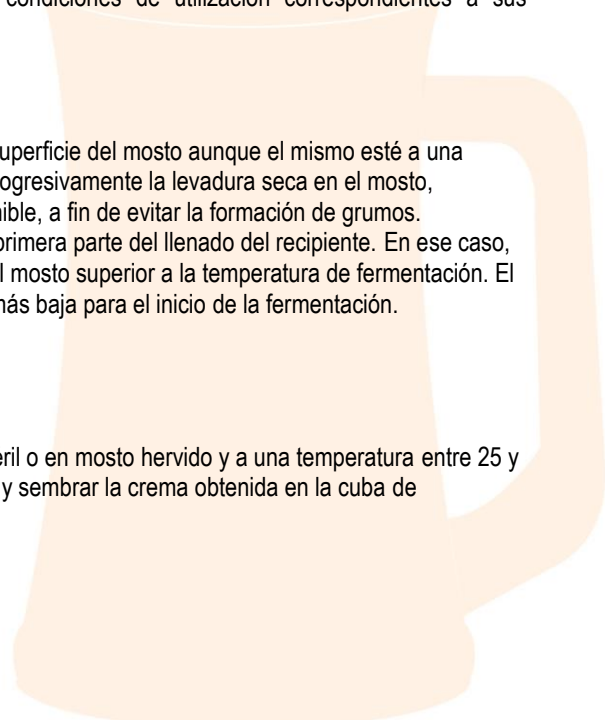 condiciones de utilización correspondientes a sus
uperficie del mosto aunque el mismo esté a una
ogresivamente la levadura seca en el mosto,
nible, a fin de evitar la formación de grumos.
primera parte del llenado del recipiente. En ese caso,
l mosto superior a la temperatura de fermentación. El
más baja para el inicio de la fermentación.
eril o en mosto hervido y a una temperatura entre 25 y
y sembrar la crema obtenida en la cuba de